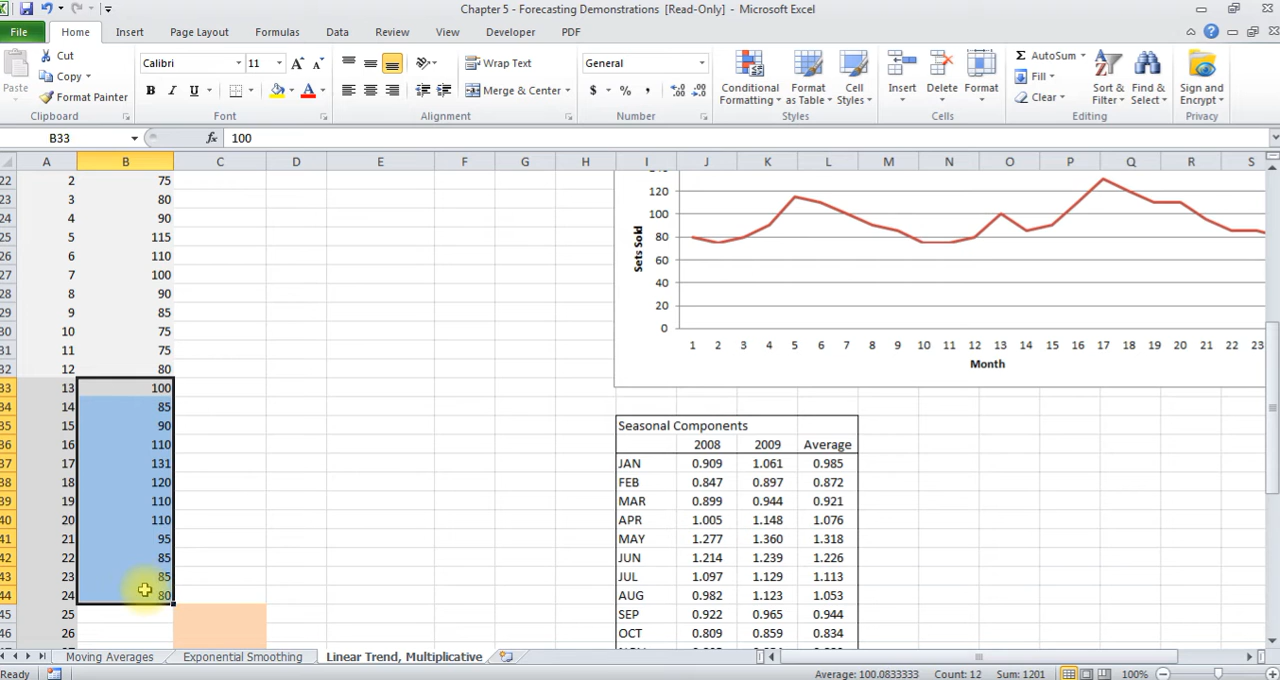 Chapter 5 - Forecasting Demonstrations [Read-Only] - Microsoft Excel
File Home Insert Page Layout Formulas Data Review View Developer PDF
Paste
Cut
Copy
Format Painter
Clipboard
Calibri 11
B I U
Font
Wrap Text
Merge & Center
Alignment
General
$ % ,
Number
Conditional Formatting
Format as Table
Cell Styles
Styles
Insert Delete Format
Cells
AutoSum
Fill
Clear
Sort & Filter
Find & Select
Editing
Sign and Encrypt
Privacy
B33 fx 100
A B C D E F G H I J K L M N O P Q R S
22 2 75
23 3 80
24 4 90
25 5 115
26 6 110
27 7 100
28 8 90
29 9 85
30 10 75
31 11 75
32 12 80
33 13 100
34 14 85
35 15 90
36 16 110
37 17 131
38 18 120
39 19 110
40 20 110
41 21 95
42 22 85
43 23 85
44 24 80
45 25
46 26
Sets Sold
120
100
80
60
40
20
0
1 2 3 4 5 6 7 8 9 10 11 12 13 14 15 16 17 18 19 20 21 22 23
Month
Seasonal Components
2008 2009 Average
JAN 0.909 1.061 0.985
FEB 0.847 0.897 0.872
MAR 0.899 0.944 0.921
APR 1.005 1.148 1.076
MAY 1.277 1.360 1.318
JUN 1.214 1.239 1.226
JUL 1.097 1.129 1.113
AUG 0.982 1.123 1.053
SEP 0.922 0.965 0.944
OCT 0.809 0.859 0.834
Moving Averages Exponential Smoothing Linear Trend, Multiplicative
Ready Average: 100.0833333 Count: 12 Sum: 1201 100%